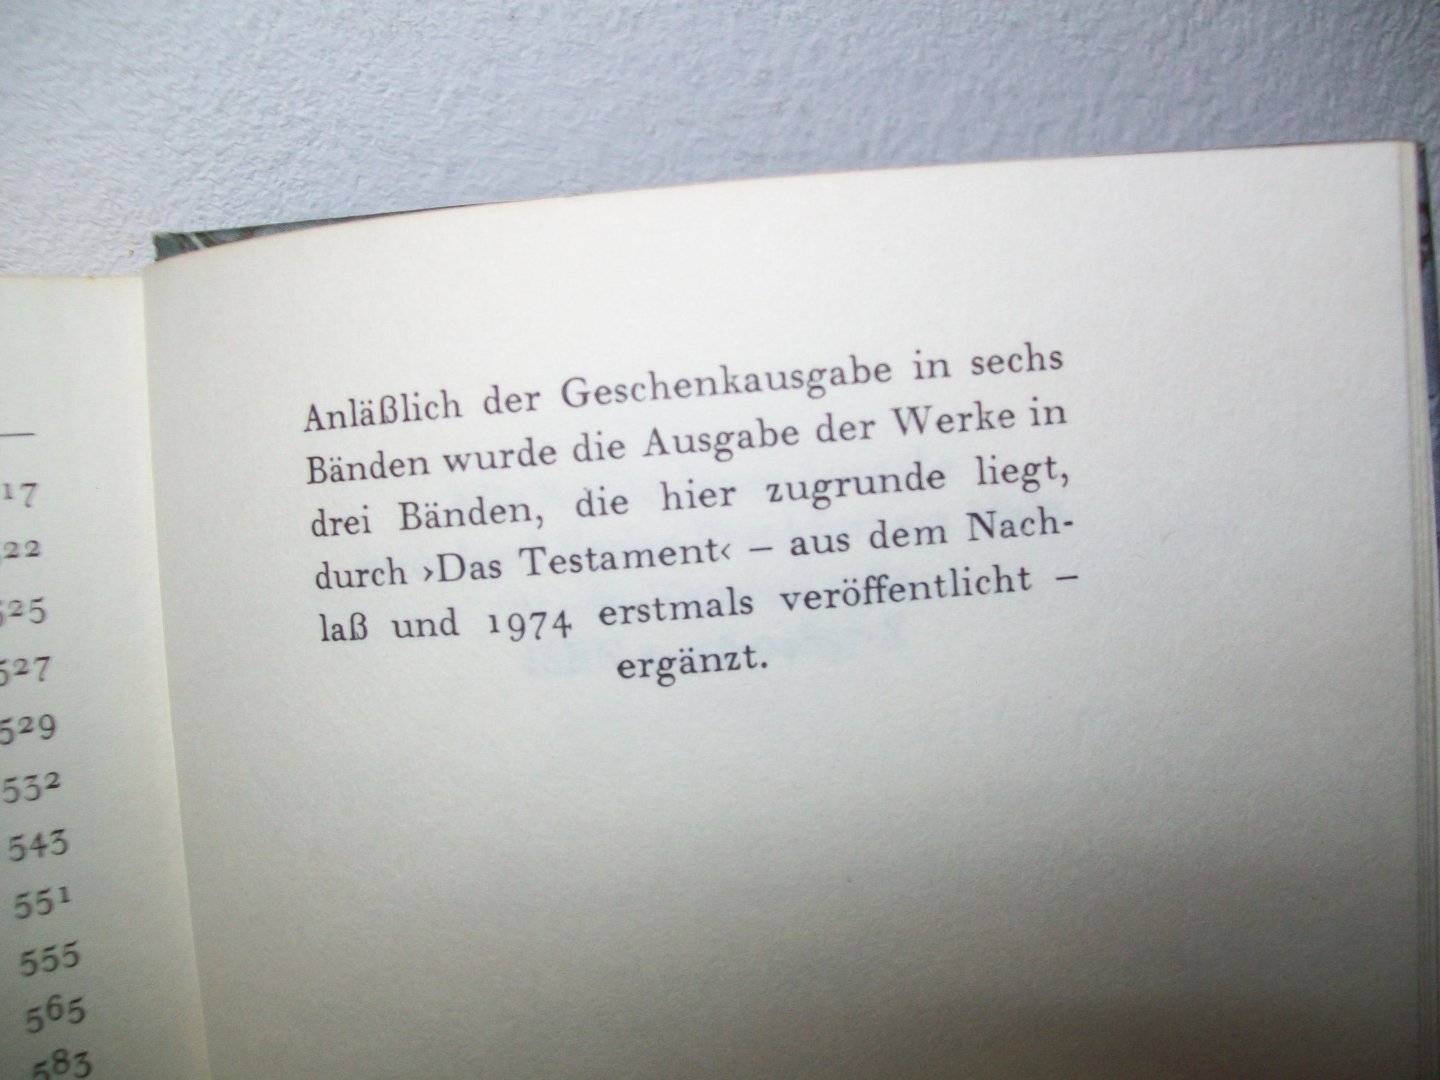 17
22
525
527
529
532
543
551
555
565
583
Anläßlich der Geschenkausgabe in sechs
Bänden wurde die Ausgabe der Werke in
drei Bänden, die hier zugrunde liegt,
durch ›Das Testament‹ – aus dem Nach-
laß und 1974 erstmals veröffentlicht –
ergänzt.